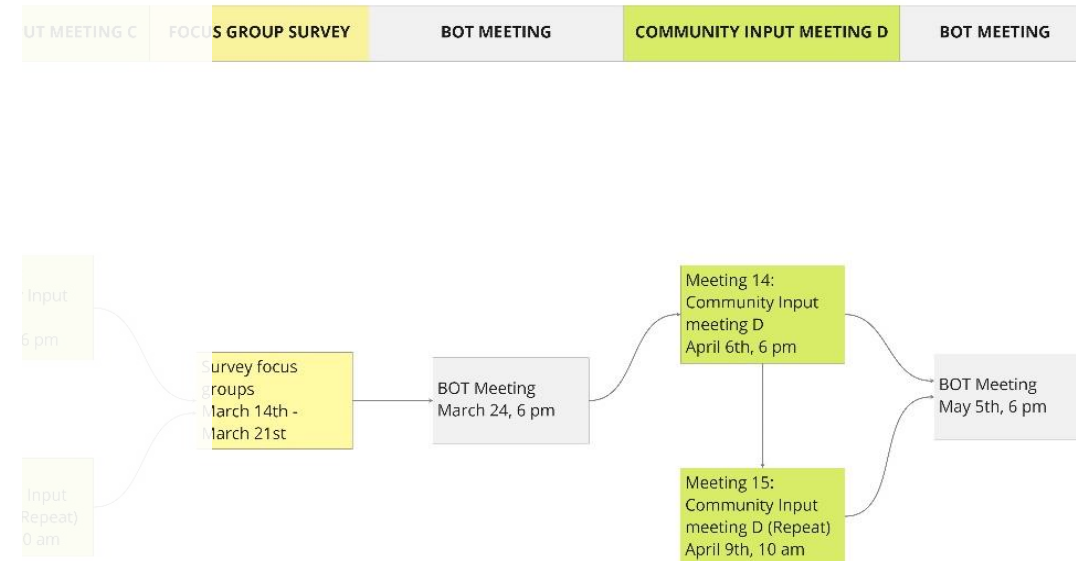 UT MEETING C
FOCUS GROUP SURVEY
BOT MEETING
COMMUNITY INPUT MEETING D
BOT MEETING
Input
6 pm
Input
Repeat)
0 am
Survey focus
groups
March 14th -
March 21st
BOT Meeting
March 24, 6 pm
Meeting 14:
Community Input
meeting D
April 6th, 6 pm
Meeting 15:
Community Input
meeting D (Repeat)
April 9th, 10 am
BOT Meeting
May 5th, 6 pm